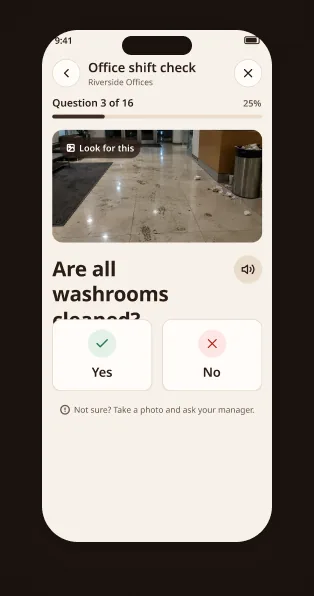 9:41
Office shift check
Riverside Offices
Question 3 of 16
25%
Look for this
Are all
washrooms
cleaned?
Yes
No
Not sure? Take a photo and ask your manager.